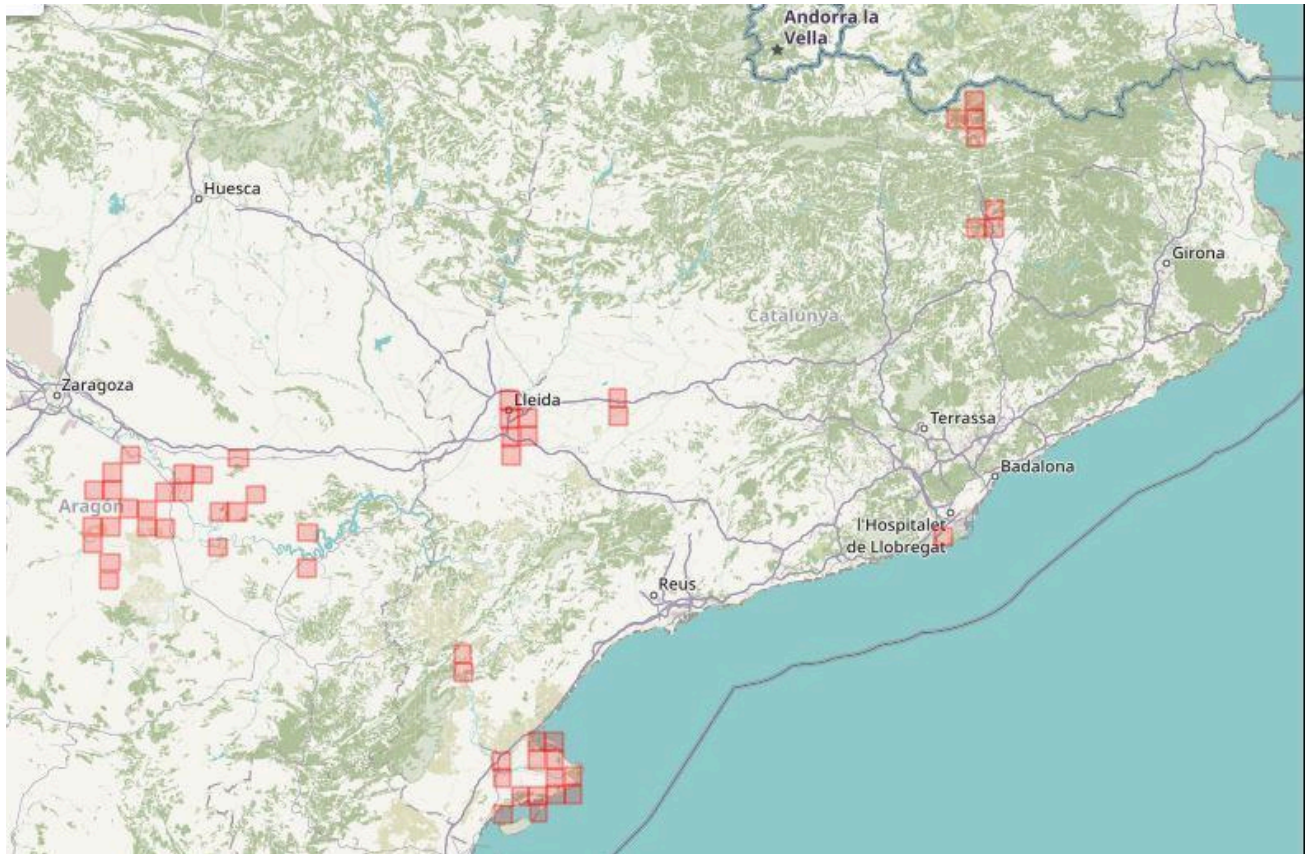 Andorra la
Vella
Huesca
Girona
Catalunya
Zaragoza
Lleida
Terrassa
Badalona
Aragón
l'Hospitalet
de Llobregat
Reus